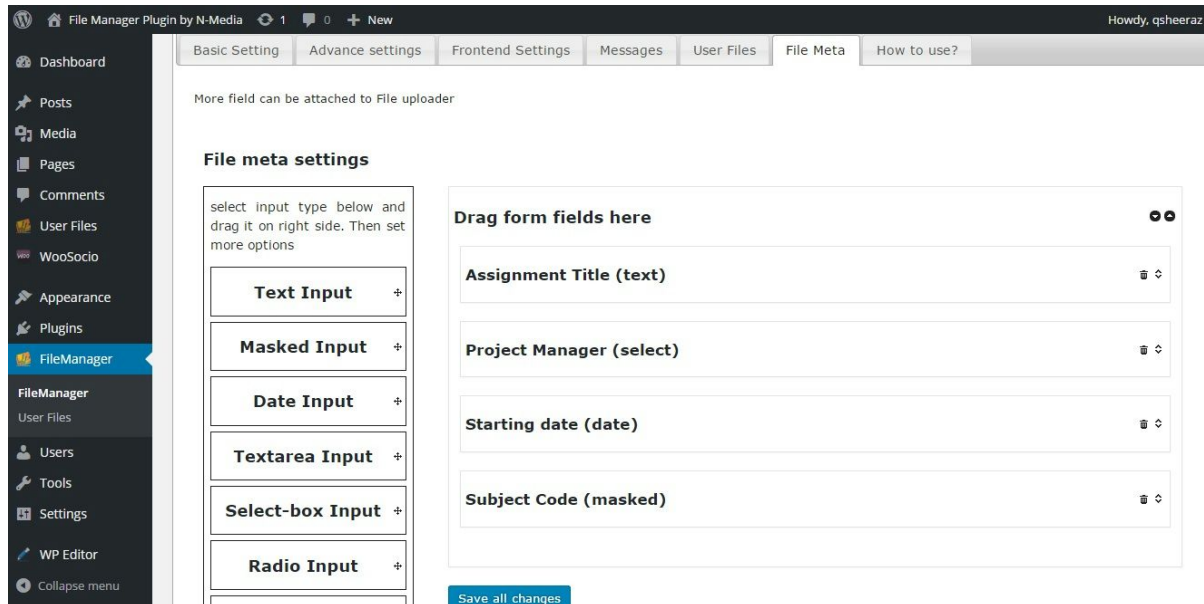 File Manager Plugin by N-Media 1 0 New Howdy, qsheeraz
Dashboard
Posts
Media
Pages
Comments
User Files
WooSocio
Appearance
Plugins
FileManager
FileManager
User Files
Users
Tools
Settings
WP Editor
Collapse menu
Basic Setting Advance settings Frontend Settings Messages User Files File Meta How to use?
More field can be attached to File uploader
File meta settings
select input type below and
drag it on right side. Then set
more options
Text Input
Masked Input
Date Input
Textarea Input
Select-box Input
Radio Input
Drag form fields here
Assignment Title (text)
Project Manager (select)
Starting date (date)
Subject Code (masked)
Save all changes